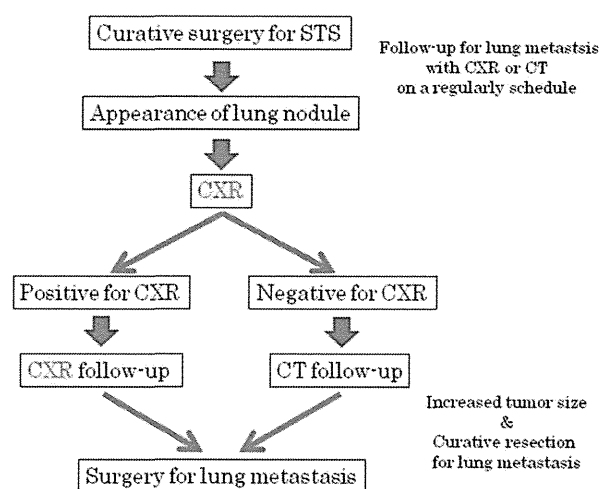 Curative surgery for STS
Follow-up for lung metastsis
with CXR or CT
on a regularly schedule
Appearance of lung nodule
CXR
Positive for CXR
Negative for CXR
CXR follow-up
CT follow-up
Increased tumor size
&
Curative resection
for lung metastasis
Surgery for lung metastasis